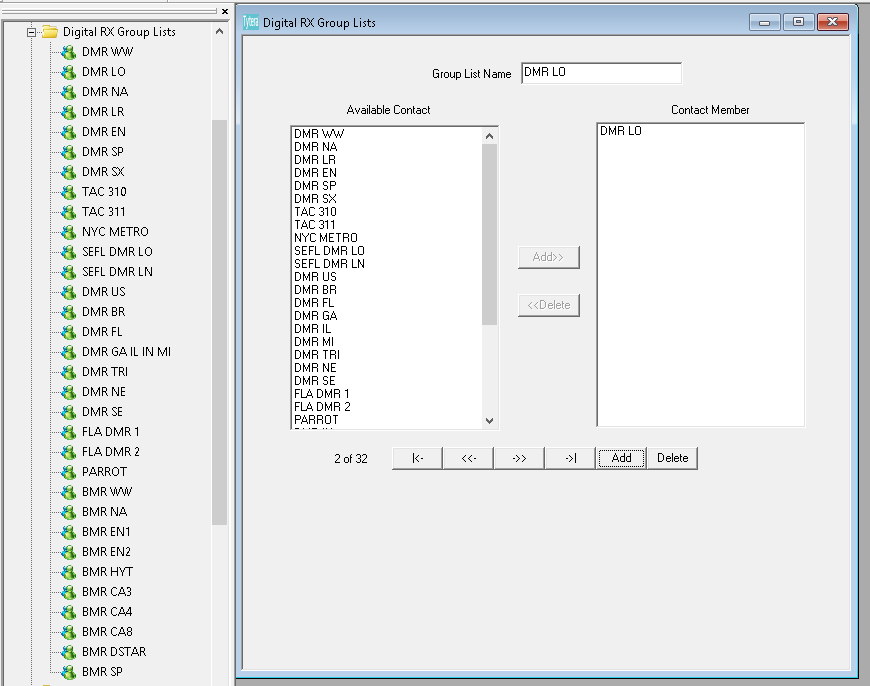 Digital RX Group Lists
DMR WW
DMR LO
DMR NA
DMR LR
DMR EN
DMR SP
DMR SX
TAC 310
TAC 311
NYC METRO
SEFL DMR LO
SEFL DMR LN
DMR US
DMR BR
DMR FL
DMR GA IL IN MI
DMR TRI
DMR NE
DMR SE
FLA DMR 1
FLA DMR 2
PARROT
BMR WW
BMR NA
BMR EN1
BMR EN2
BMR HYT
BMR CA3
BMR CA4
BMR CA8
BMR DSTAR
BMR SP
Tytera Digital RX Group Lists
Group List Name DMR LO
Available Contact
DMR WW
DMR NA
DMR LR
DMR EN
DMR SP
DMR SX
TAC 310
TAC 311
NYC METRO
SEFL DMR LO
SEFL DMR LN
DMR US
DMR BR
DMR FL
DMR GA
DMR IL
DMR MI
DMR TRI
DMR NE
DMR SE
FLA DMR 1
FLA DMR 2
PARROT
Add>>
<<Delete
Contact Member
DMR LO
2 of 32 |<- <<- ->> ->| Add Delete